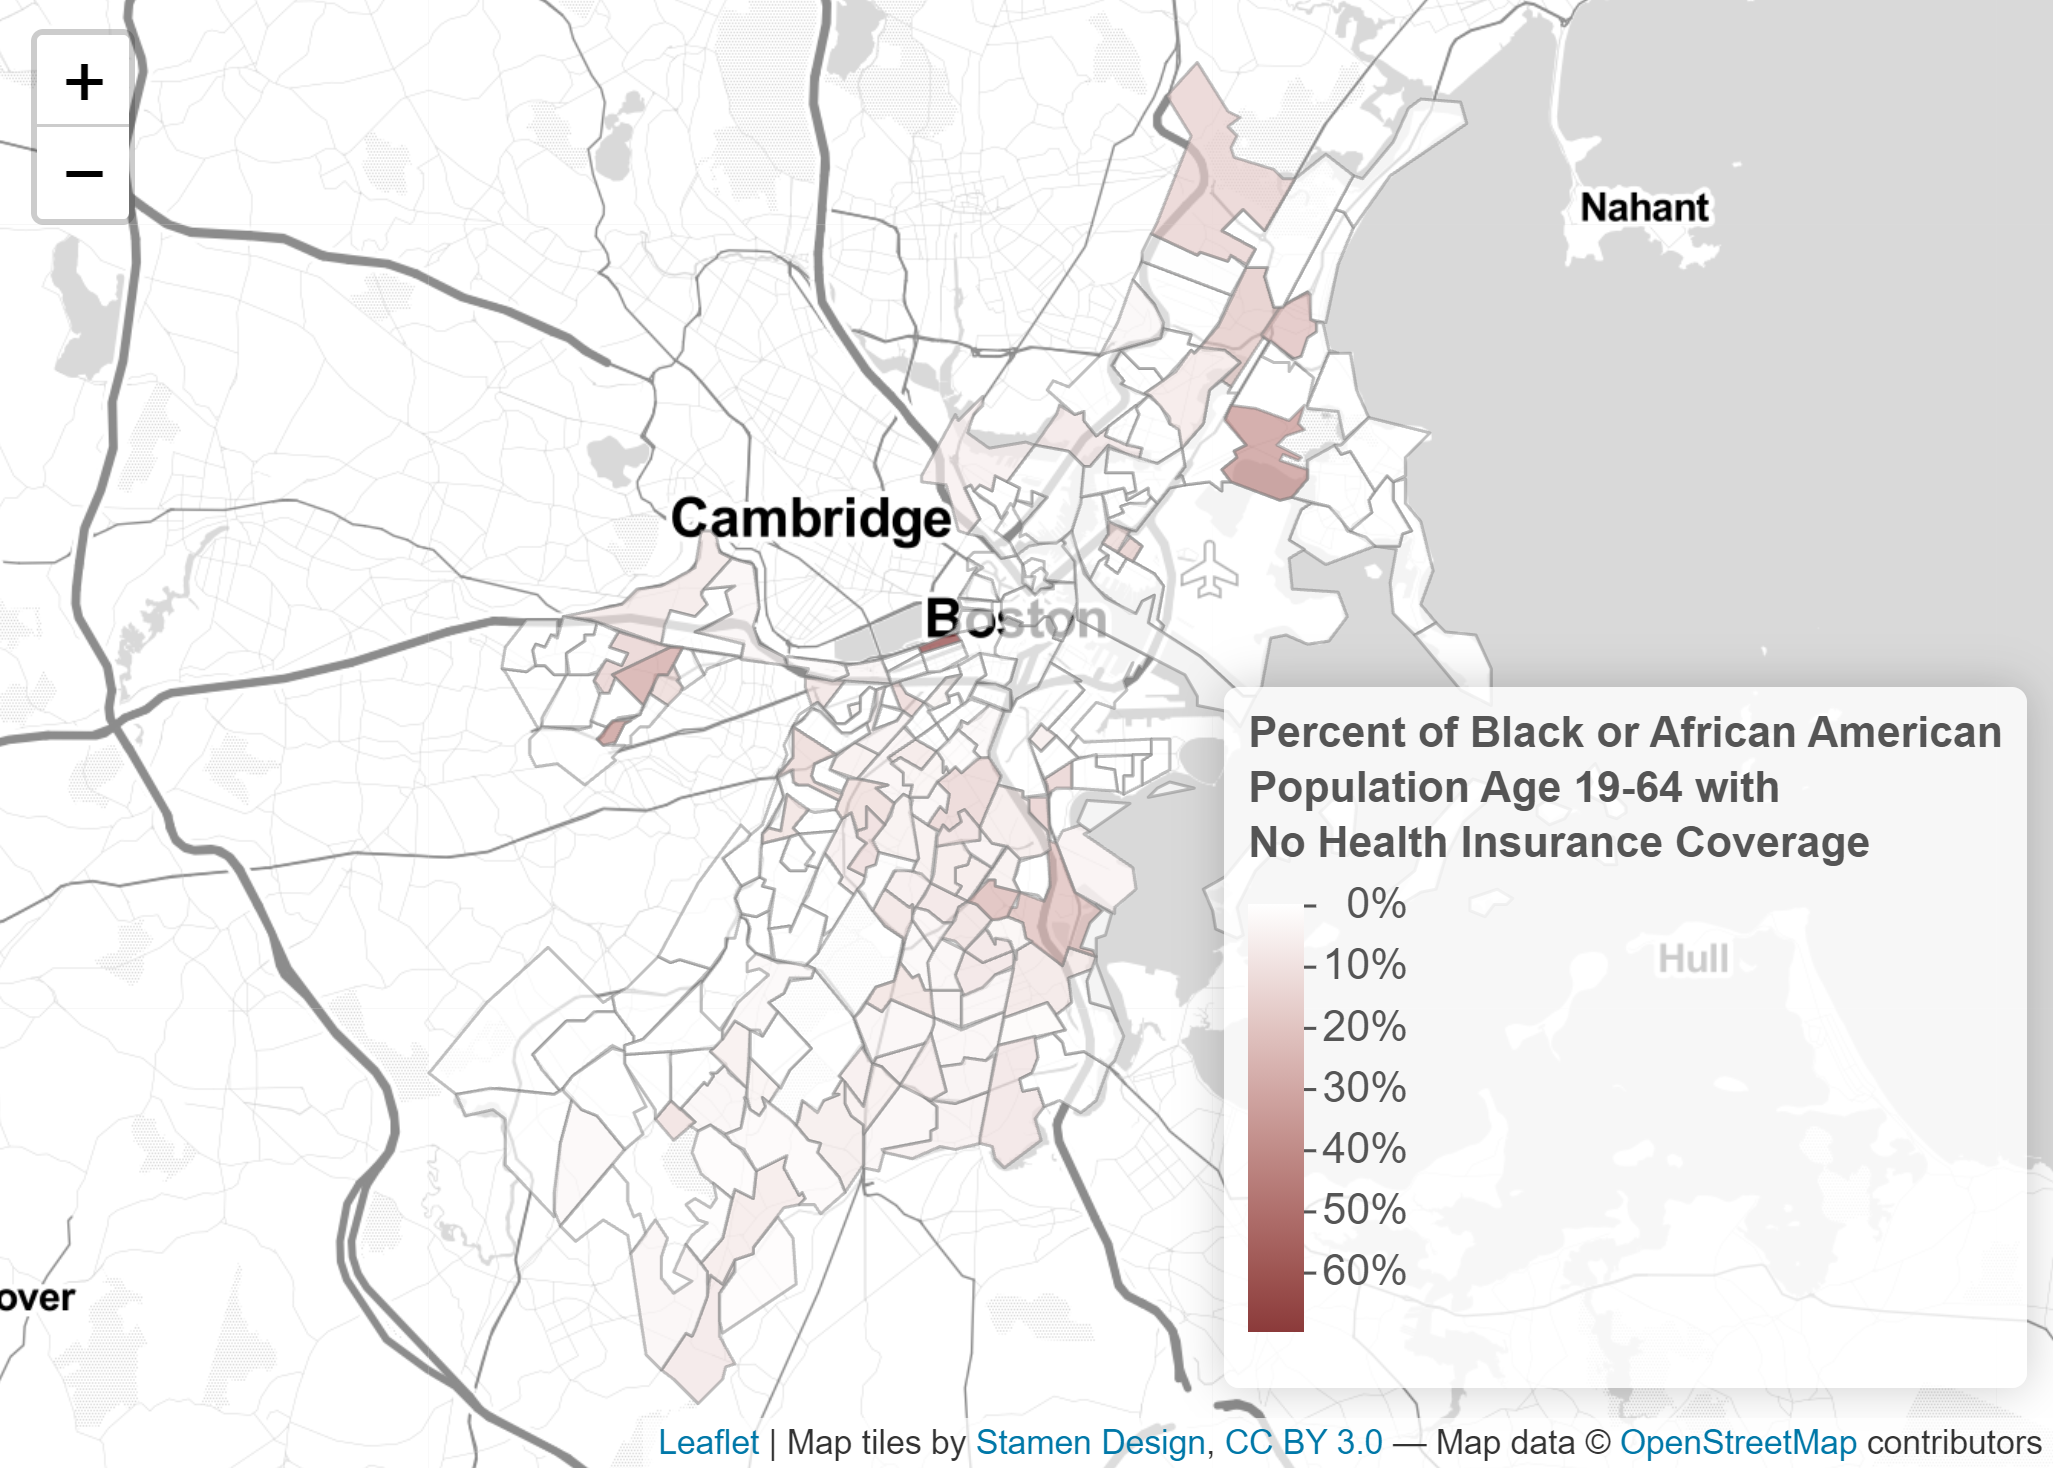 +
−
Nahant
Cambridge
Boston
Percent of Black or African American
Population Age 19-64 with
No Health Insurance Coverage
0%
10%
20%
30%
40%
50%
60%
Hull
over
Leaflet | Map tiles by Stamen Design, CC BY 3.0 — Map data © OpenStreetMap contributors